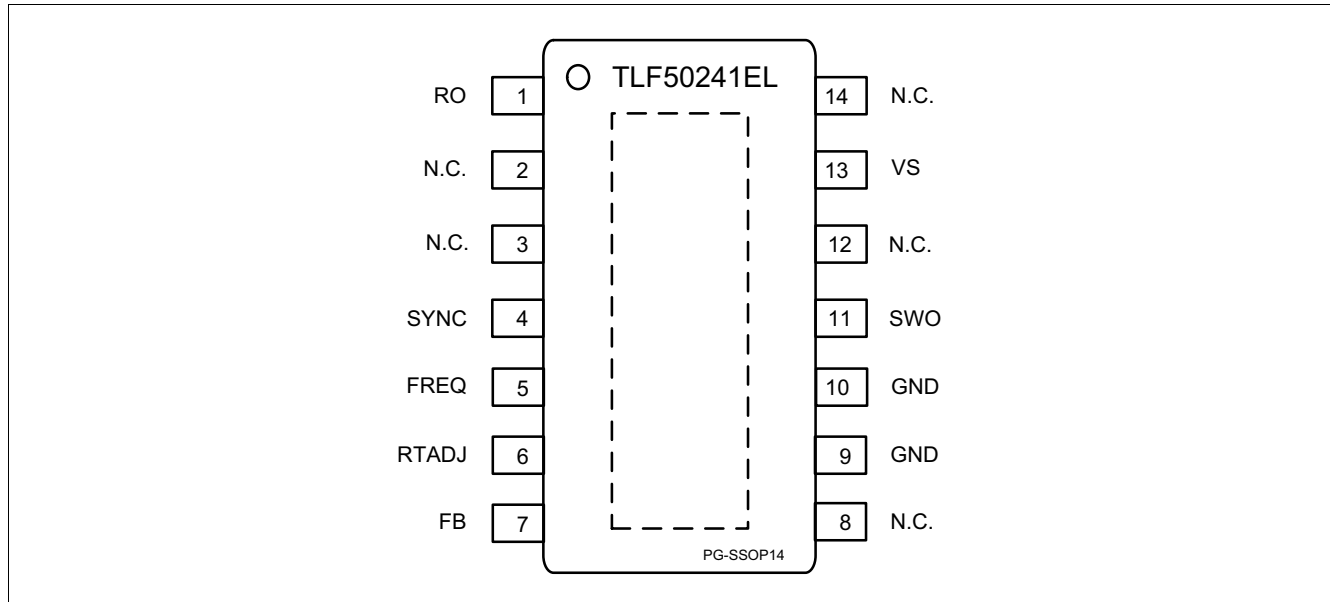 TLF50241EL
RO 1 14 N.C.
N.C. 2 13 VS
N.C. 3 12 N.C.
SYNC 4 11 SWO
FREQ 5 10 GND
RTADJ 6 9 GND
FB 7 8 N.C.
PG-SSOP14